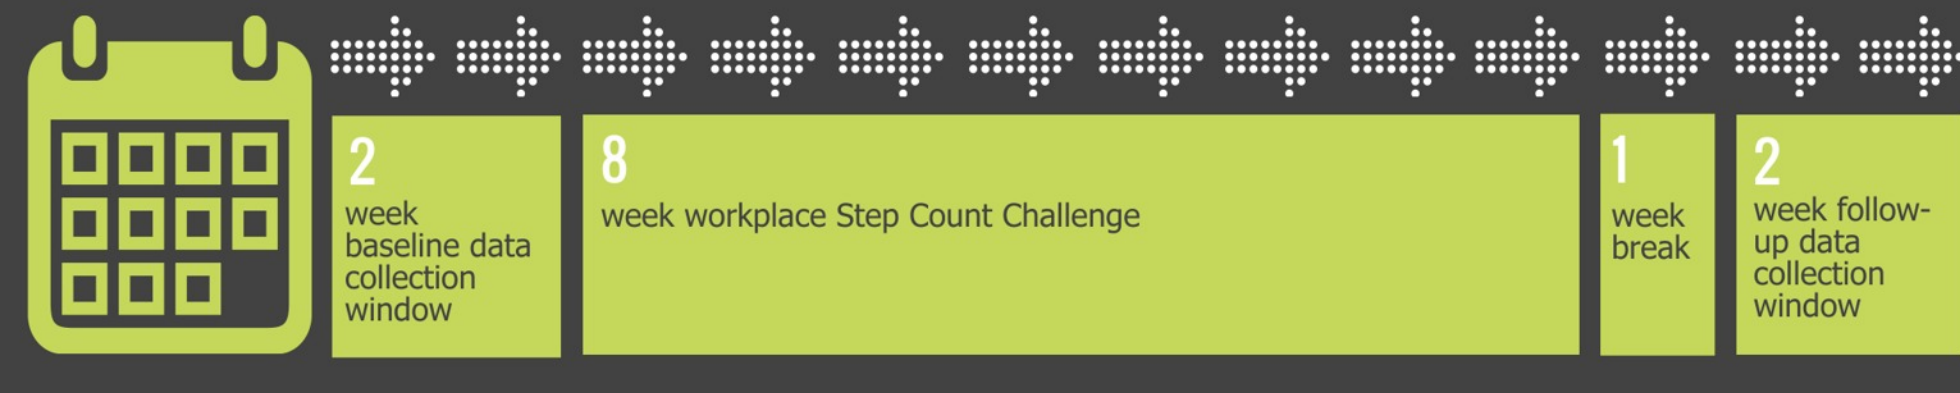 2
week
baseline data
collection
window
8
week workplace Step Count Challenge
1
week
break
2
week follow-
up data
collection
window